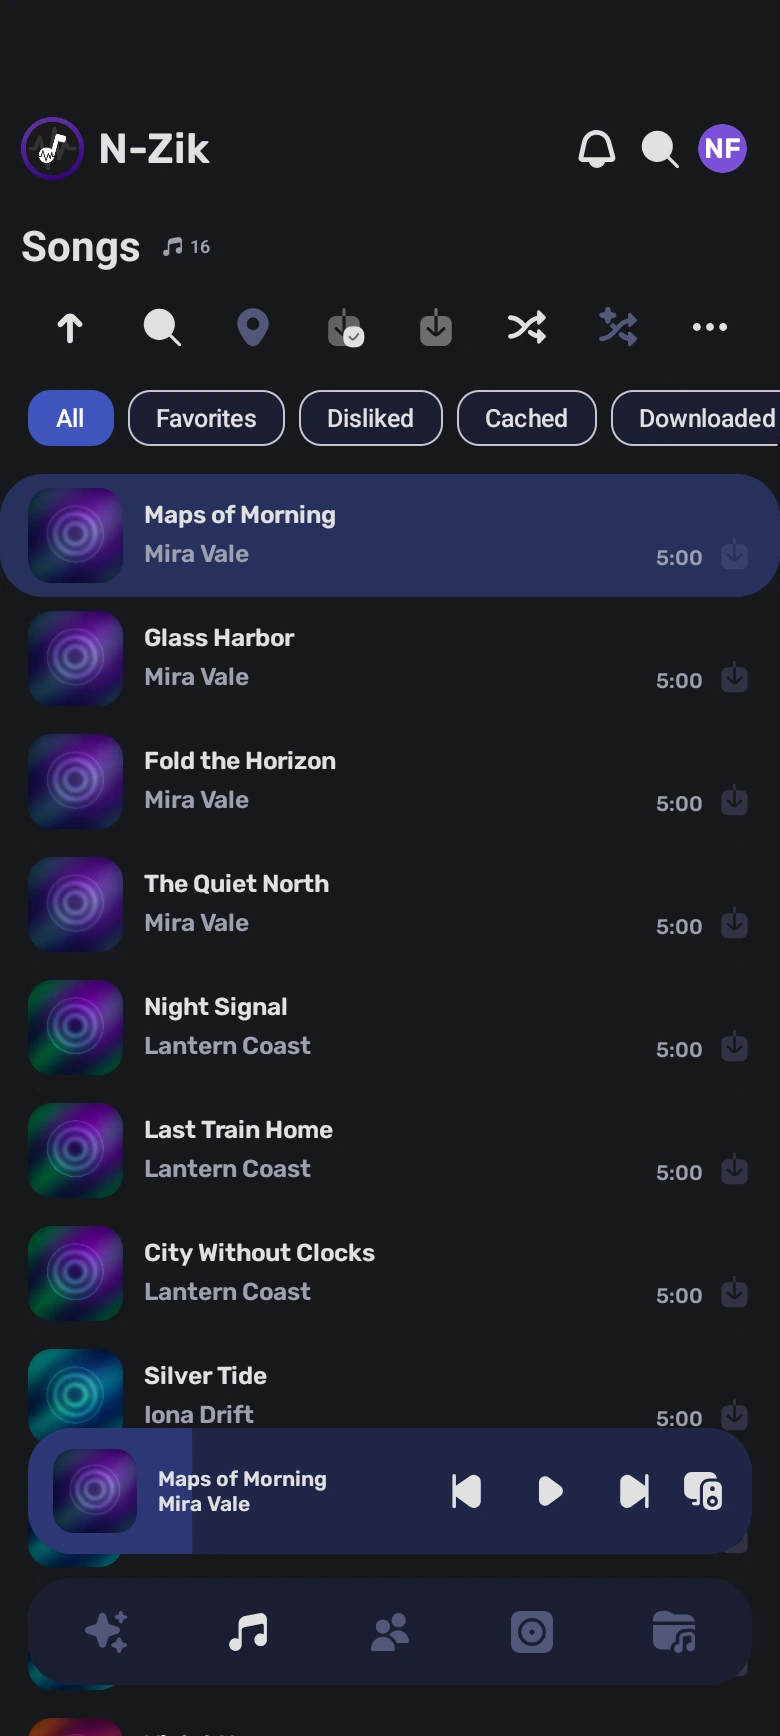 N-Zik
NF
Songs
16
All
Favorites
Disliked
Cached
Downloaded
Maps of Morning
Mira Vale
5:00
Glass Harbor
Mira Vale
5:00
Fold the Horizon
Mira Vale
5:00
The Quiet North
Mira Vale
5:00
Night Signal
Lantern Coast
5:00
Last Train Home
Lantern Coast
5:00
City Without Clocks
Lantern Coast
5:00
Silver Tide
Iona Drift
5:00
Maps of Morning
Mira Vale